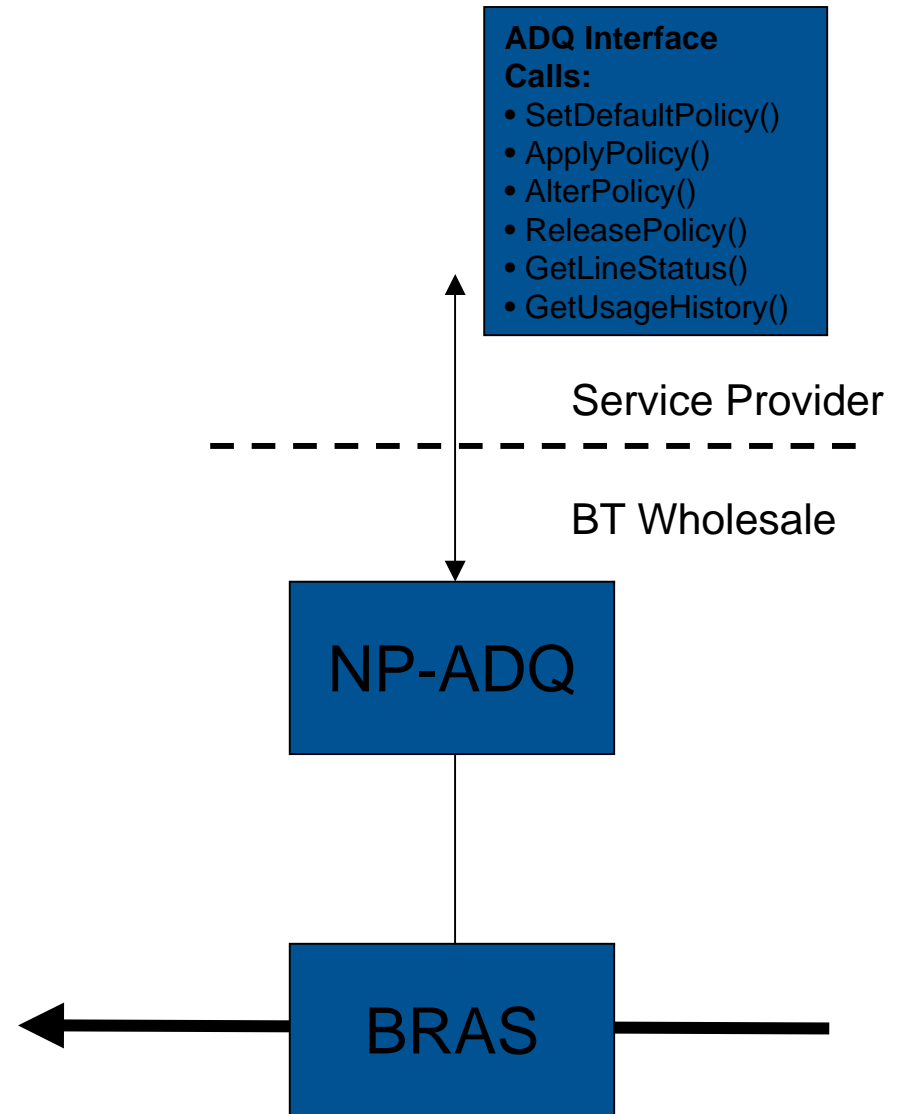 ADQ Interface
Calls:
• SetDefaultPolicy()
• ApplyPolicy()
• AlterPolicy()
• ReleasePolicy()
• GetLineStatus()
• GetUsageHistory()
Service Provider
BT Wholesale
NP-ADQ
BRAS